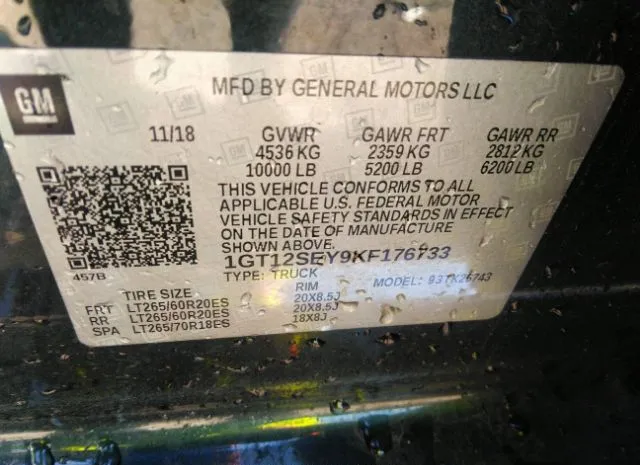 GM
MFD BY GENERAL MOTORS LLC
11/18 GVWR GAWR FRT GAWR RR
4536 KG 2359 KG 2812 KG
10000 LB 5200 LB 6200 LB
THIS VEHICLE CONFORMS TO ALL
APPLICABLE U.S. FEDERAL MOTOR
VEHICLE SAFETY STANDARDS IN EFFECT
ON THE DATE OF MANUFACTURE
SHOWN ABOVE.
1GT12SEY9KF176733
457B
TYPE: TRUCK MODEL:
TIRE SIZE RIM
FRT LT265/60R20ES 20X8.5J
RR LT265/60R20ES 20X8.5J
SPA LT265/70R18ES 18X8J